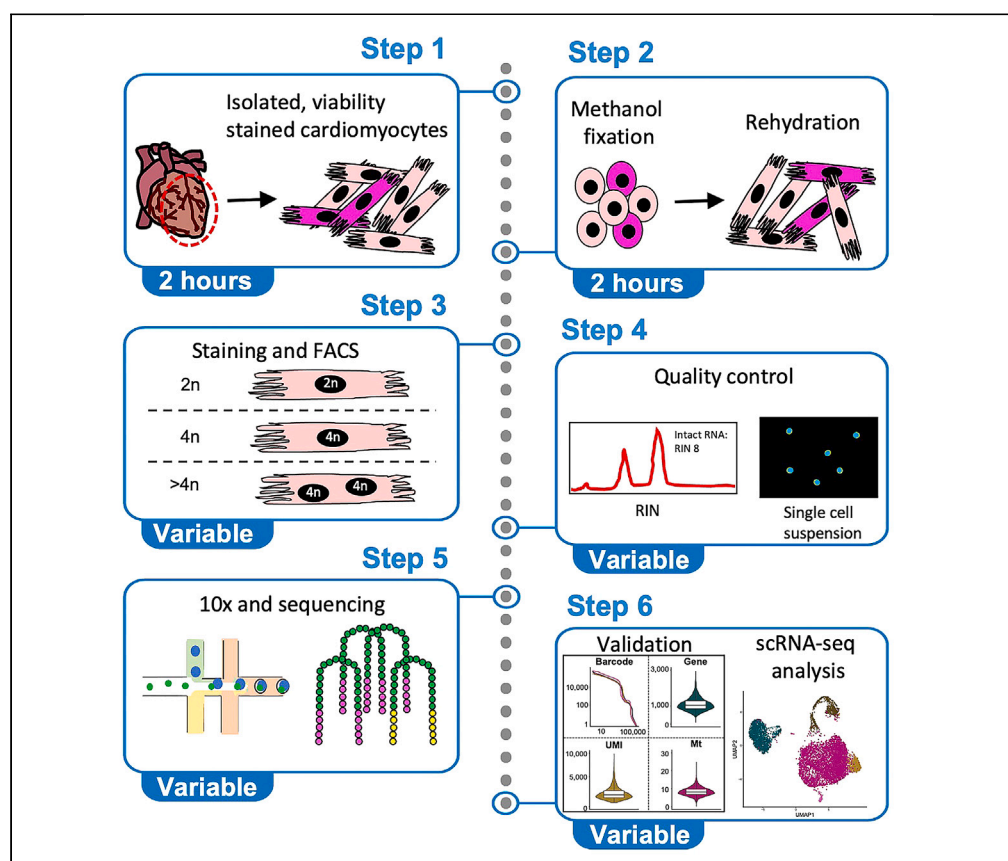 Step 1
Isolated, viability
stained cardiomyocytes
2 hours
Step 2
Methanol
fixation
Rehydration
2 hours
Step 3
Staining and FACS
2n
2n
4n
4n
>4n
4n
4n
Variable
Step 4
Quality control
Intact RNA:
RIN 8
RIN
Single cell
suspension
Variable
Step 5
10x and sequencing
Variable
Step 6
Validation
Barcode
10,000
100
1
10
100,000
Gene
3,000
1,000
0
UMI
10,000
5,000
0
Mt
30
20
10
0
scRNA-seq
analysis
UMAP2
UMAP1
Variable